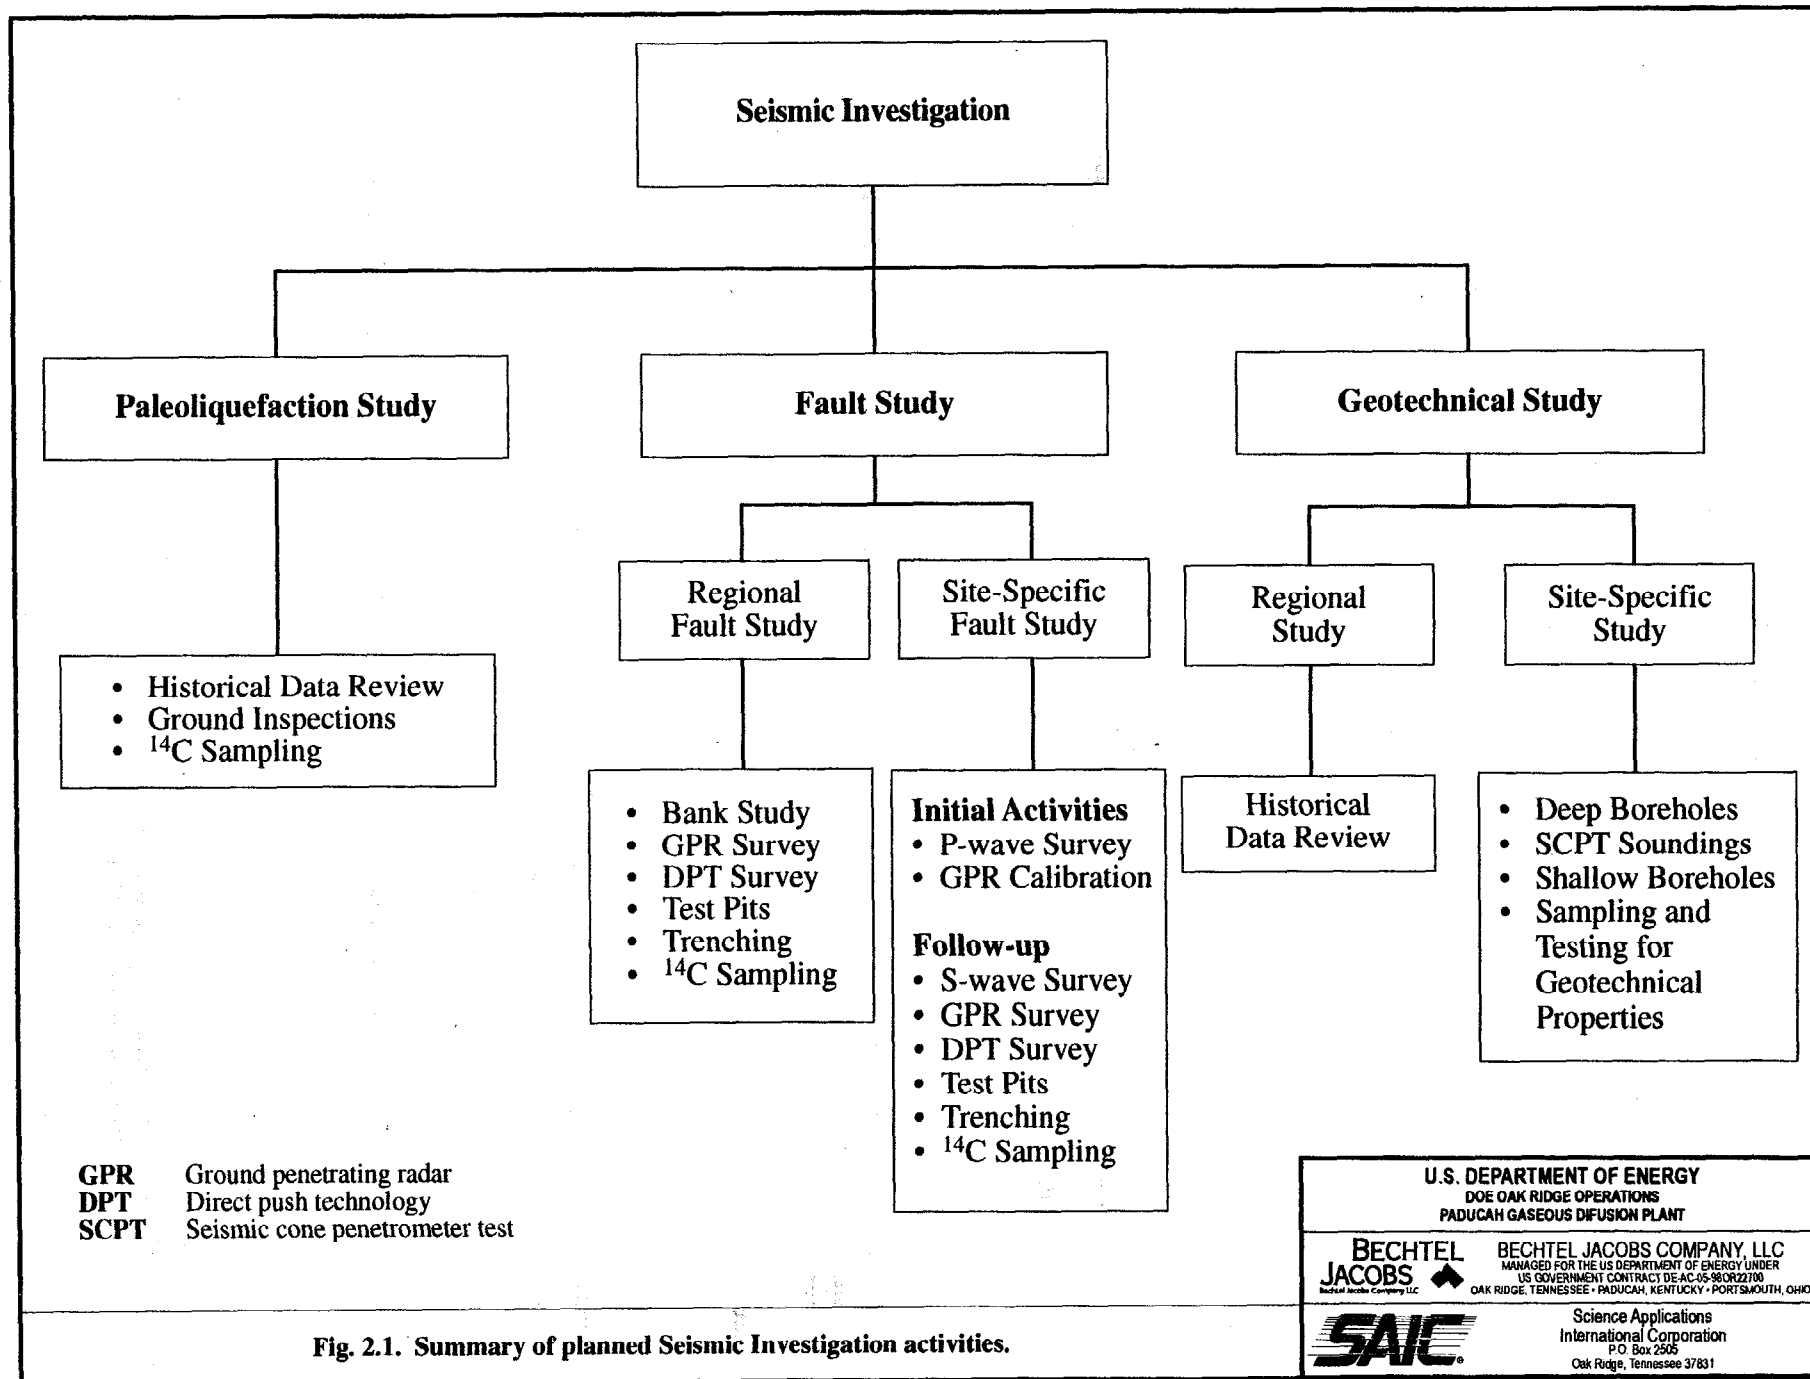 Seismic Investigation
Paleoliquefaction Study
Fault Study
Geotechnical Study
Regional
Fault Study
Site-Specific
Fault Study
Regional
Study
Site-Specific
Study
• Historical Data Review
• Ground Inspections
• ¹⁴C Sampling
• Bank Study
• GPR Survey
• DPT Survey
• Test Pits
• Trenching
• ¹⁴C Sampling
Initial Activities
• P-wave Survey
• GPR Calibration
Follow-up
• S-wave Survey
• GPR Survey
• DPT Survey
• Test Pits
• Trenching
• ¹⁴C Sampling
Historical
Data Review
• Deep Boreholes
• SCPT Soundings
• Shallow Boreholes
• Sampling and
Testing for
Geotechnical
Properties
GPR Ground penetrating radar
DPT Direct push technology
SCPT Seismic cone penetrometer test
U.S. DEPARTMENT OF ENERGY
DOE OAK RIDGE OPERATIONS
PADUCAH GASEOUS DIFUSION PLANT
BECHTEL
JACOBS
Bechtel Jacobs Company LLC
BECHTEL JACOBS COMPANY, LLC
MANAGED FOR THE US DEPARTMENT OF ENERGY UNDER
US GOVERNMENT CONTRACT DE-AC-05-98OR22700
OAK RIDGE, TENNESSEE • PADUCAH, KENTUCKY • PORTSMOUTH, OHIO
SAIC
Science Applications
International Corporation
P.O. Box 2505
Oak Ridge, Tennessee 37831
Fig. 2.1. Summary of planned Seismic Investigation activities.